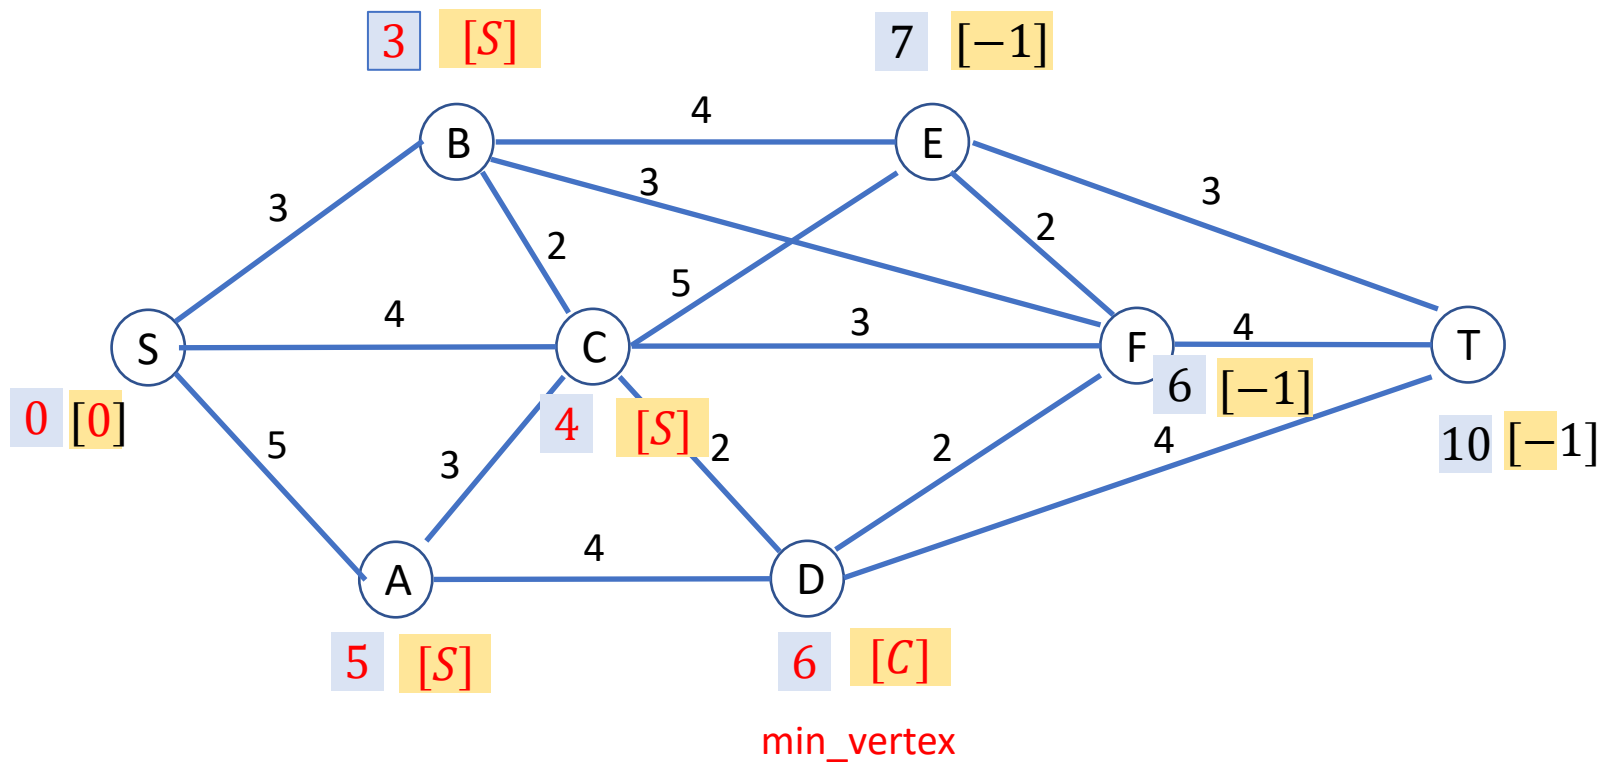 3 [S] 7 [−1]
4
B E
3
3 3
2 2
5
4 3 4
S C F T
6 [−1]
0 [0] 4 [S]
5 3 2 2 4 10 [−1]
4
A D
5 [S] 6 [C]
min_vertex